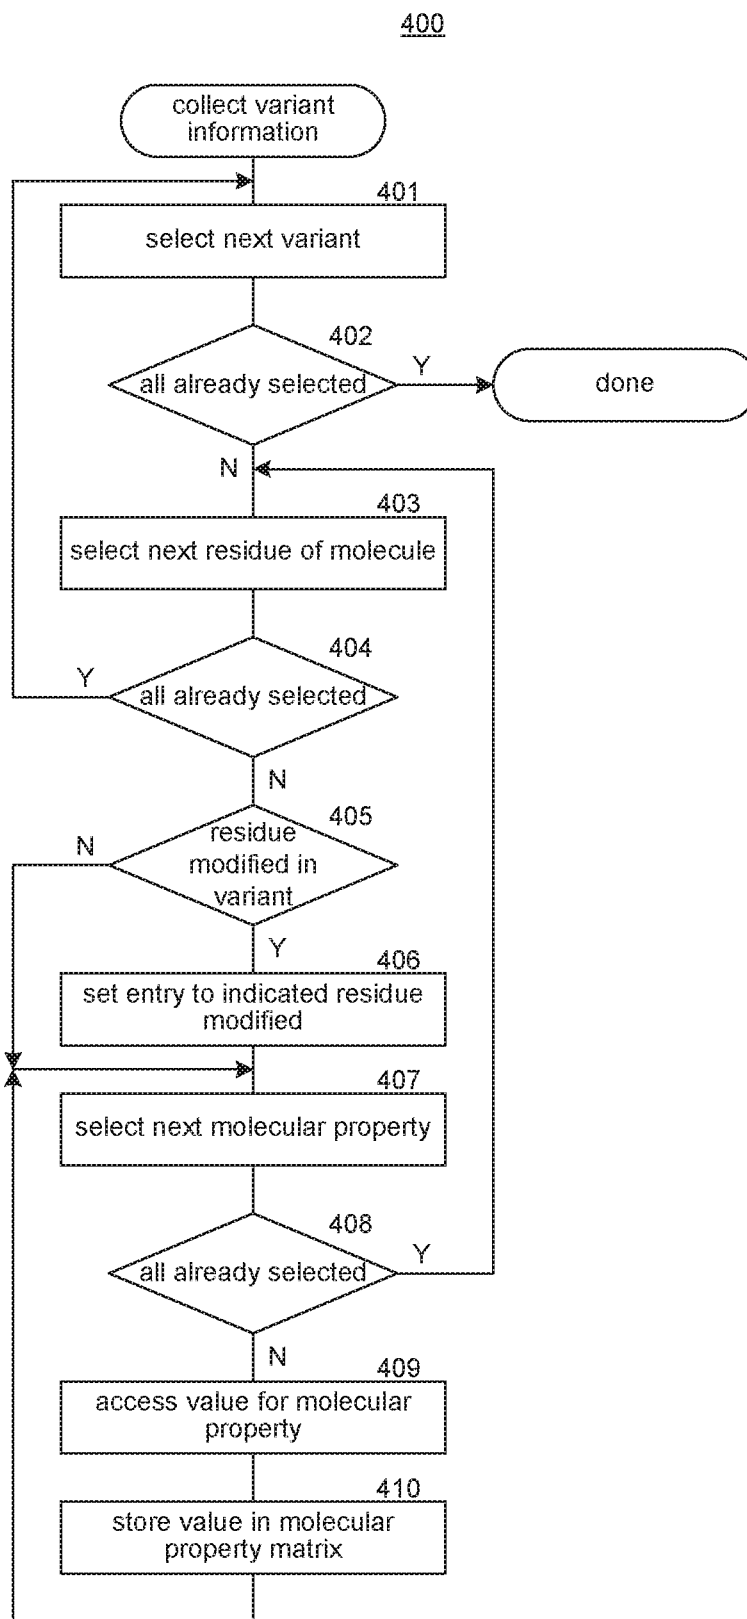 400
collect variant
information
401
select next variant
402
all already selected
Y
done
N
403
select next residue of molecule
404
Y
all already selected
N
405
N
residue
modified in
variant
Y
406
set entry to indicated residue
modified
407
select next molecular property
408
all already selected
Y
N
409
access value for molecular
property
410
store value in molecular
property matrix